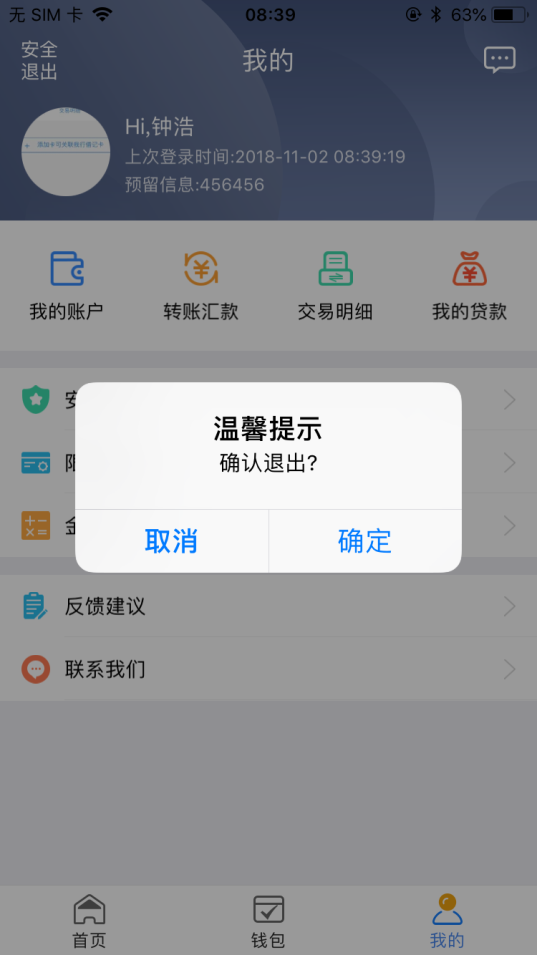 无 SIM 卡 08:39 63%
安全
退出
我的
Hi,钟浩
上次登录时间:2018-11-02 08:39:19
预留信息:456456
我的账户 转账汇款 交易明细 我的贷款
温馨提示
确认退出?
取消 确定
反馈建议
联系我们
首页 钱包 我的